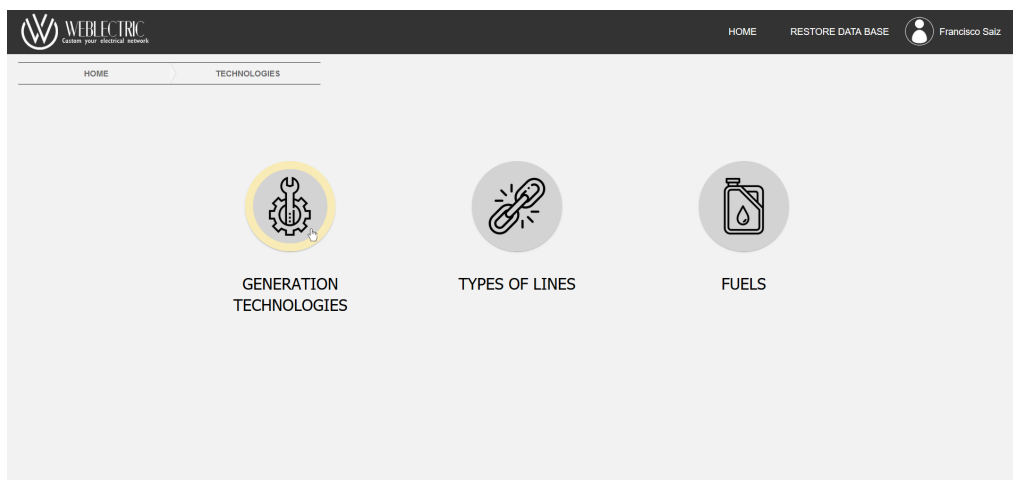 WEBLECTRIC
Custom your electrical network
HOME
RESTORE DATA BASE
Francisco Saiz
HOME
TECHNOLOGIES
GENERATION
TECHNOLOGIES
TYPES OF LINES
FUELS